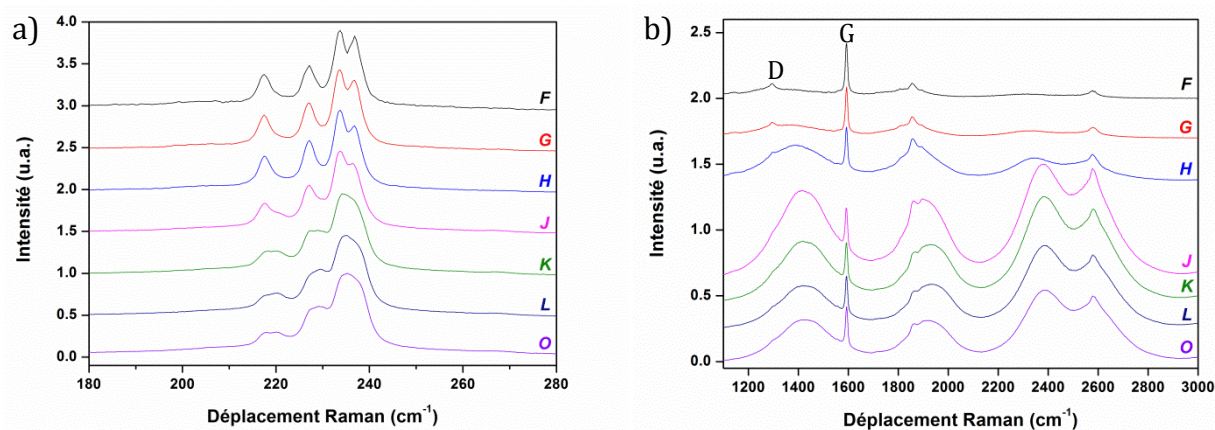 a)
4.0
3.5
3.0
2.5
2.0
1.5
1.0
0.5
0.0
Intensité (u.a.)
F
G
H
J
K
L
O
180
200
220
240
260
280
Déplacement Raman (cm-1)
b)
2.5
2.0
1.5
1.0
0.5
0.0
Intensité (u.a.)
D
G
F
G
H
J
K
L
O
1400
1600
1800
2000
2200
2400
2600
2800
3000
Déplacement Raman (cm-1)